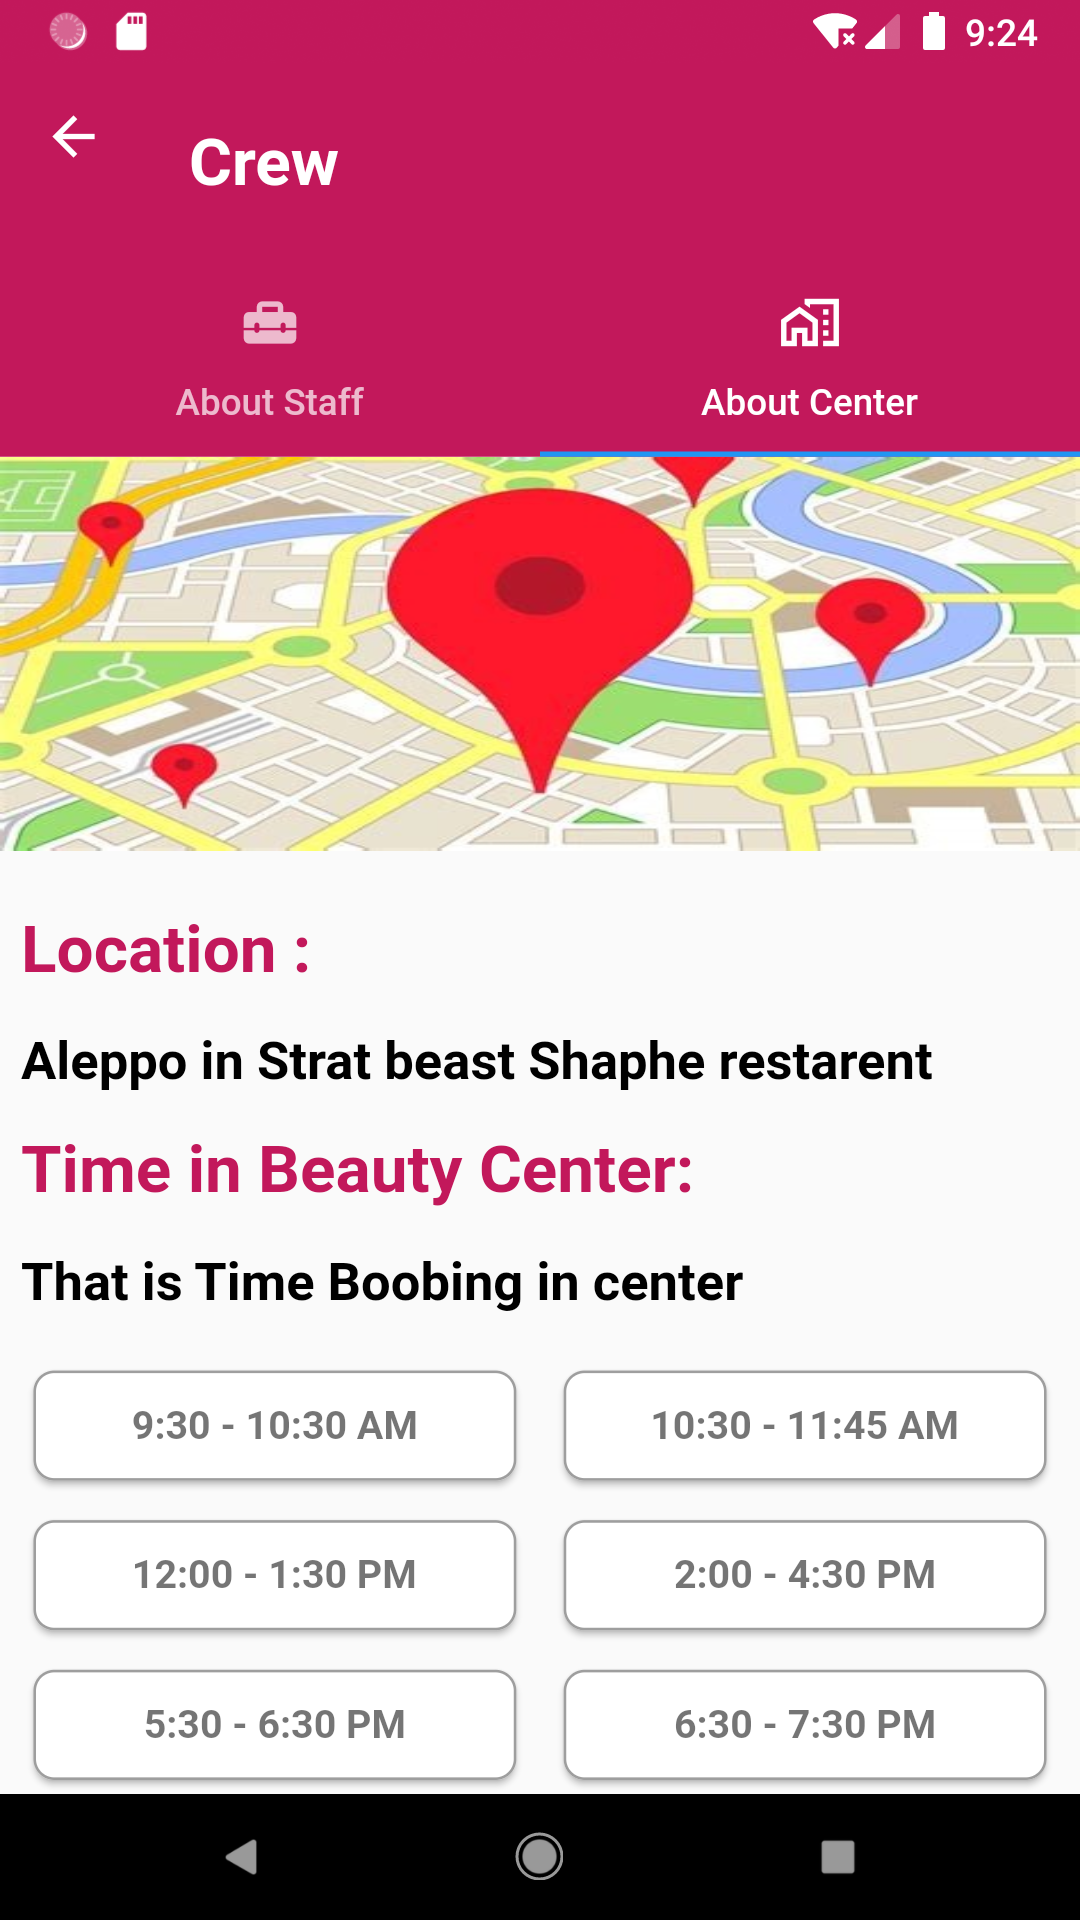 9:24
Crew
About Staff
About Center
Location :
Aleppo in Strat beast Shaphe restarent
Time in Beauty Center:
That is Time Boobing in center
9:30 - 10:30 AM
10:30 - 11:45 AM
12:00 - 1:30 PM
2:00 - 4:30 PM
5:30 - 6:30 PM
6:30 - 7:30 PM